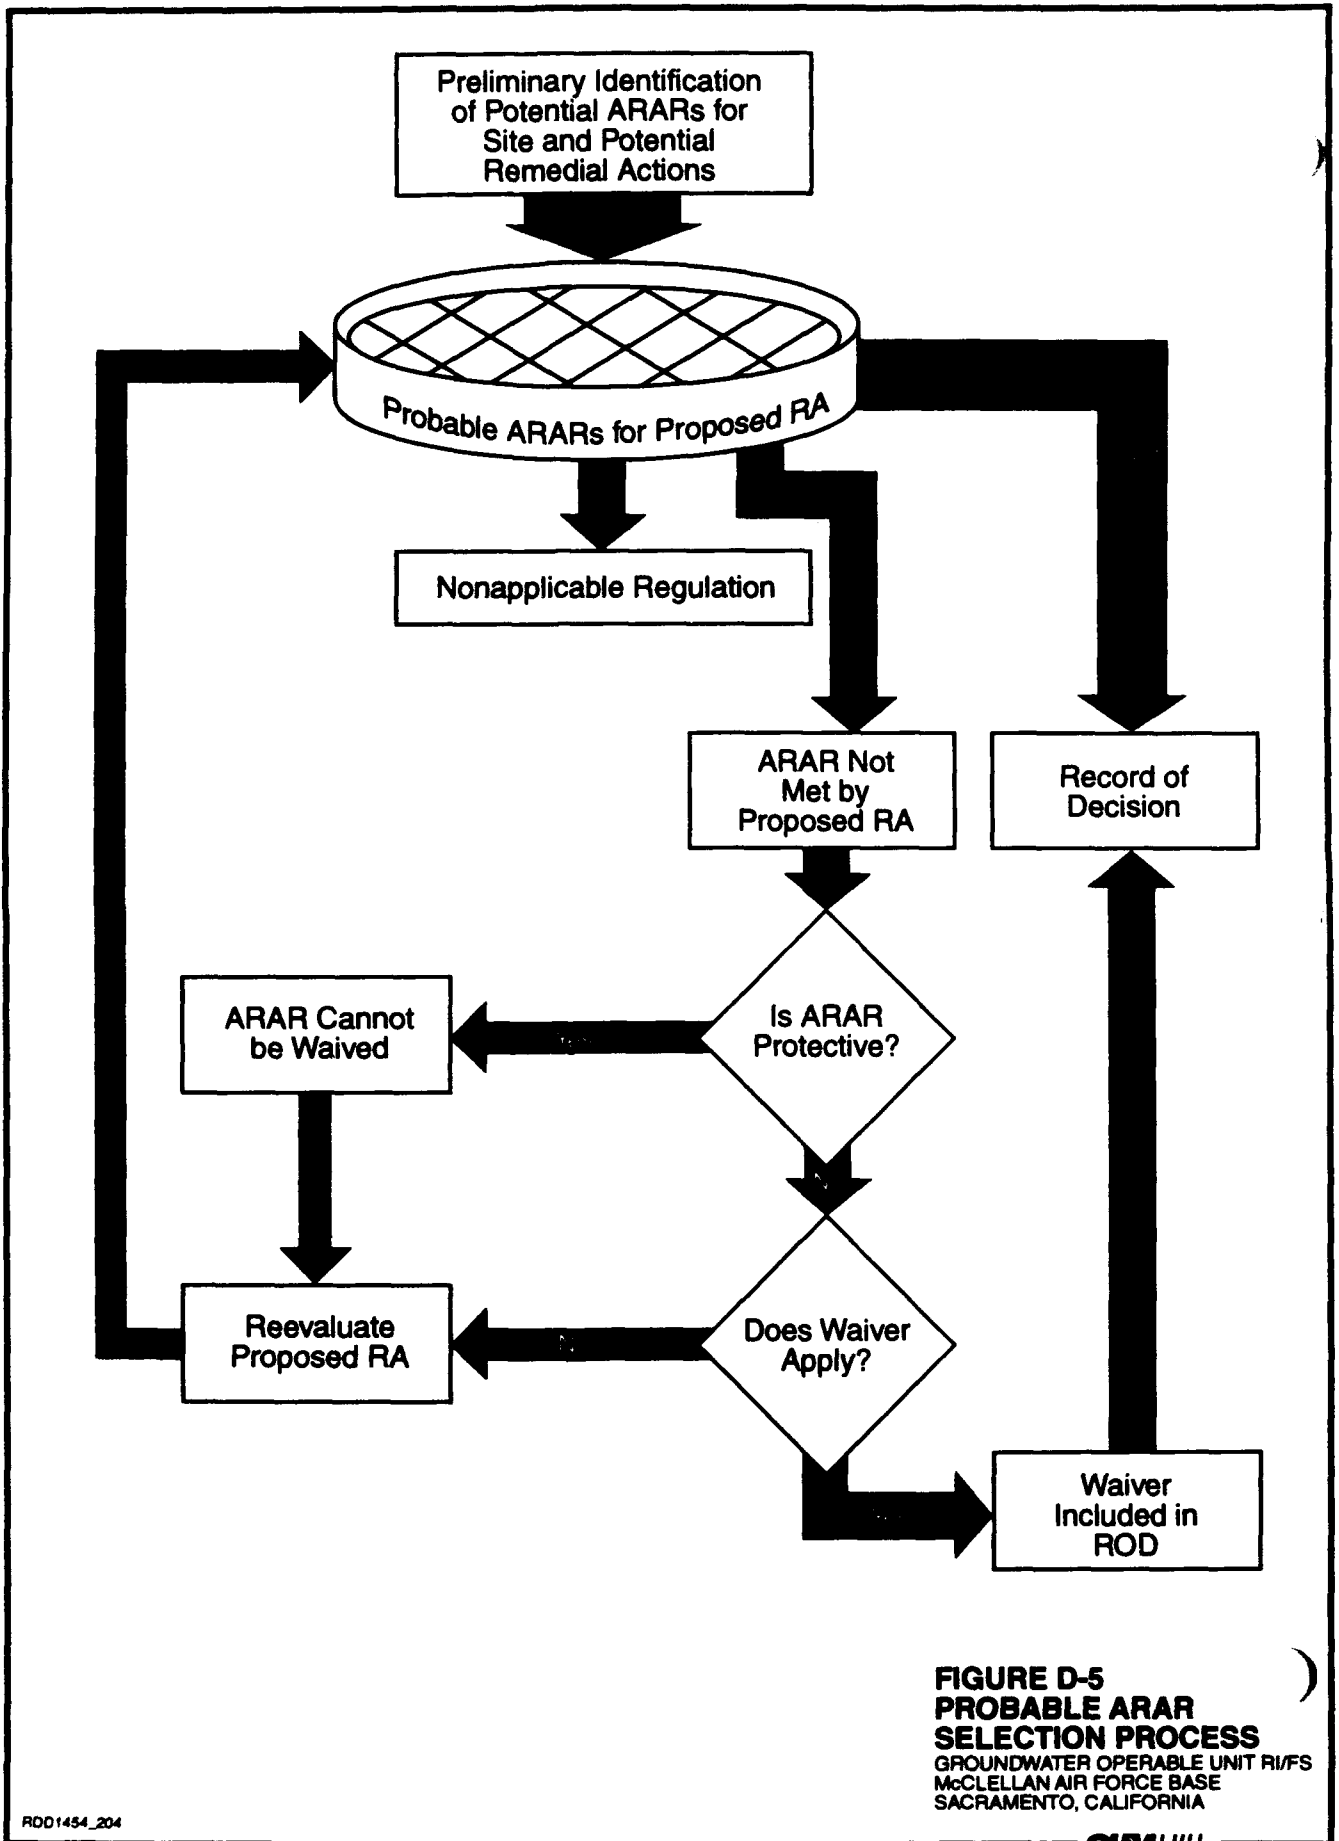 Preliminary Identification
of Potential ARARs for
Site and Potential
Remedial Actions
Probable ARARs for Proposed RA
Nonapplicable Regulation
ARAR Not
Met by
Proposed RA
Record of
Decision
Is ARAR
Protective?
ARAR Cannot
be Waived
N
Does Waiver
Apply?
N
Reevaluate
Proposed RA
Waiver
Included in
ROD
FIGURE D-5
PROBABLE ARAR
SELECTION PROCESS
GROUNDWATER OPERABLE UNIT RI/FS
McCLELLAN AIR FORCE BASE
SACRAMENTO, CALIFORNIA
RDD1454_204